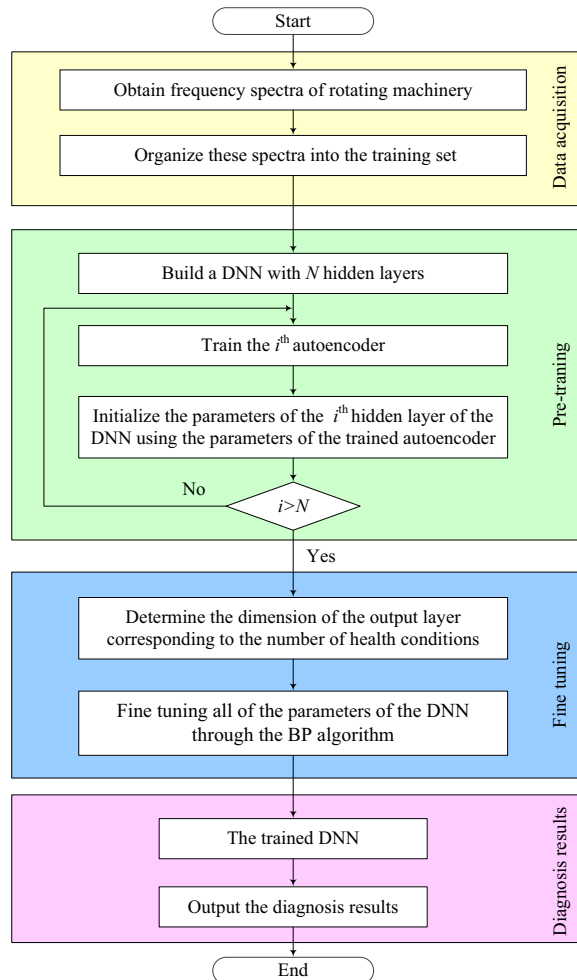 Start
Obtain frequency spectra of rotating machinery
Organize these spectra into the training set
Data acquisition
Build a DNN with N hidden layers
Train the i^th autoencoder
Initialize the parameters of the i^th hidden layer of the
DNN using the parameters of the trained autoencoder
No
i>N
Pre-traning
Yes
Determine the dimension of the output layer
corresponding to the number of health conditions
Fine tuning all of the parameters of the DNN
through the BP algorithm
Fine tuning
The trained DNN
Output the diagnosis results
Diagnosis results
End